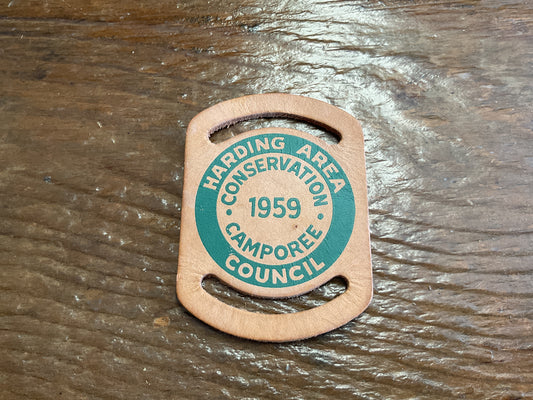 HARDING AREA
CONSERVATION
1959
CAMPOREE
COUNCIL